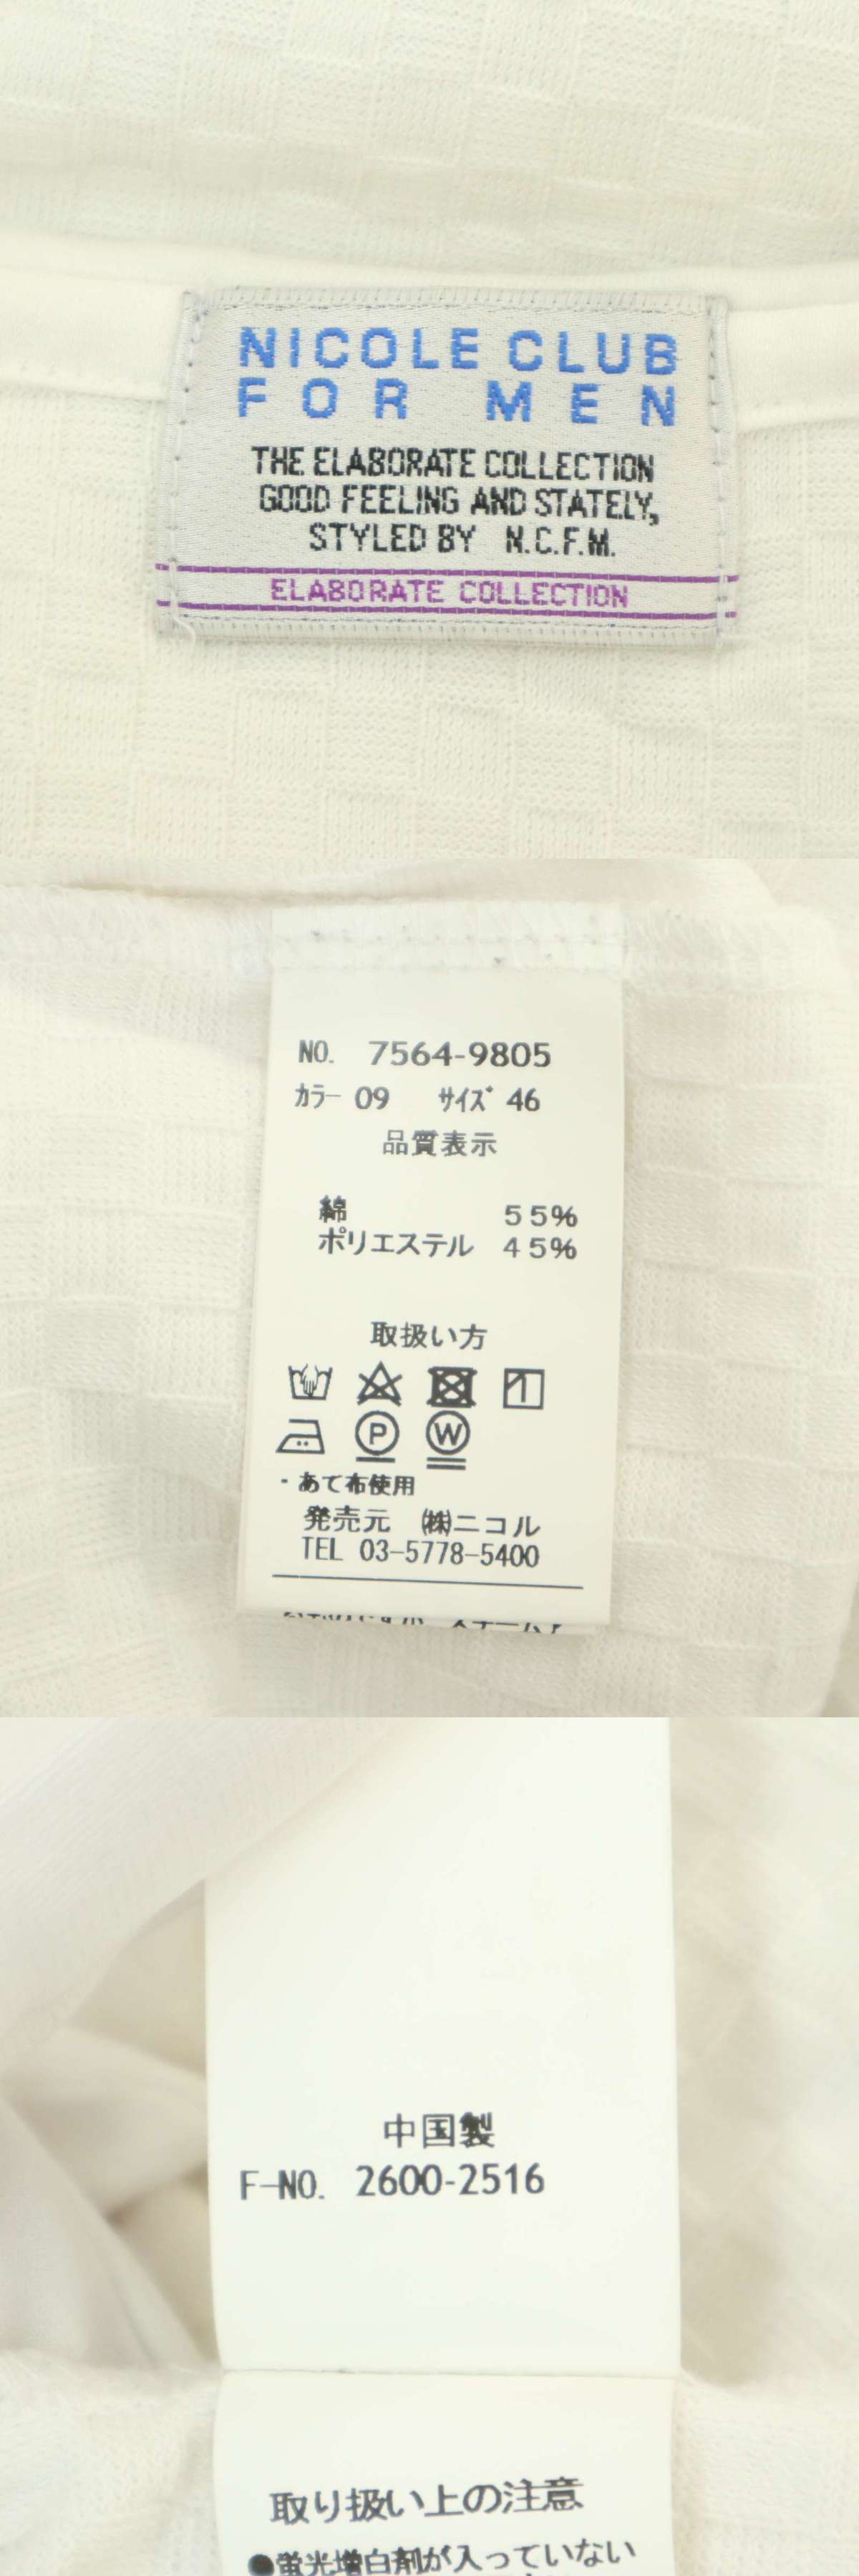 NICOLE CLUB
FOR MEN
THE ELABORATE COLLECTION
GOOD FEELING AND STATELY,
STYLED BY N.C.F.M.
ELABORATE COLLECTION
NO. 7564-9805
カラー 09 サイズ 46
品質表示
綿 55%
ポリエステル 45%
取扱い方
P W
・あて布使用
発売元 ㈱ニコル
TEL 03-5778-5400
中国製
F-NO. 2600-2516
取り扱い上の注意
●蛍光増白剤が入っていない